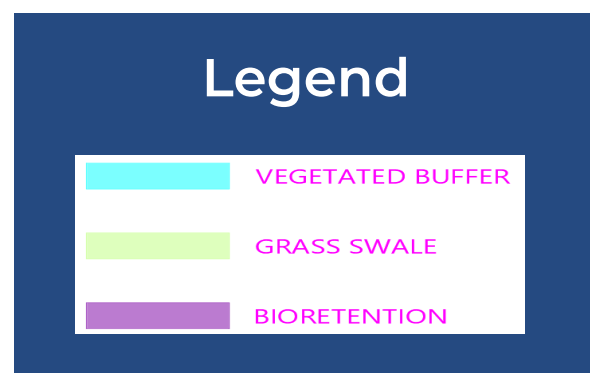 Legend
VEGETATED BUFFER
GRASS SWALE
BIORETENTION